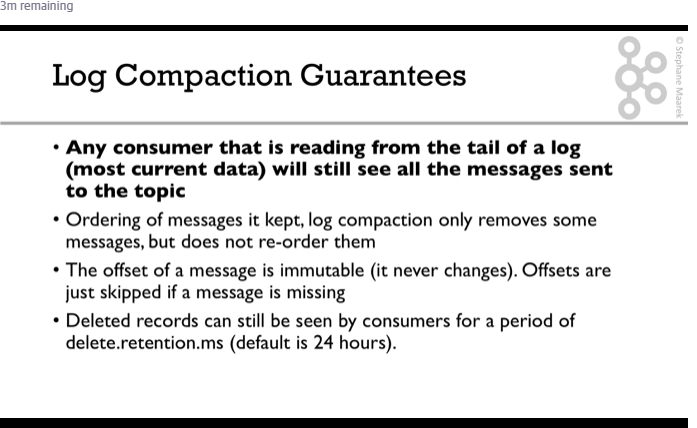 3m remaining
Log Compaction Guarantees
© Stephane Maarek
• Any consumer that is reading from the tail of a log
(most current data) will still see all the messages sent
to the topic
• Ordering of messages it kept, log compaction only removes some
messages, but does not re-order them
• The offset of a message is immutable (it never changes). Offsets are
just skipped if a message is missing
• Deleted records can still be seen by consumers for a period of
delete.retention.ms (default is 24 hours).